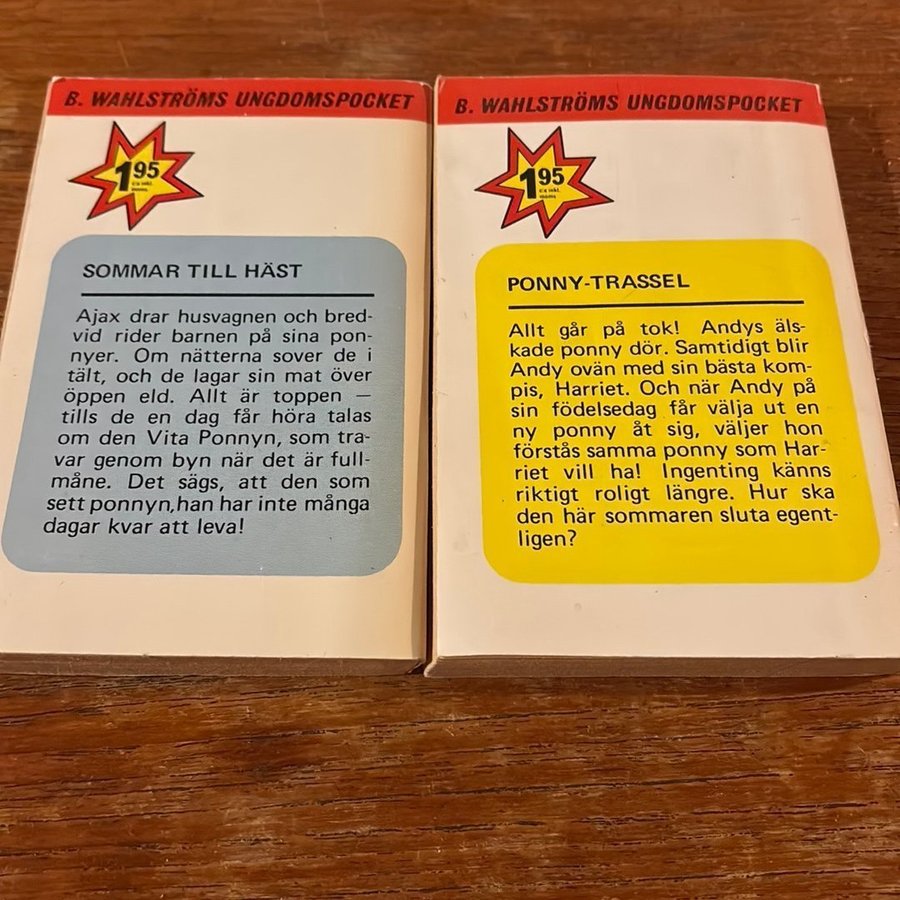 B. WAHLSTRÖMS UNGDOMSPOCKET
1.95
inkl.
moms
SOMMAR TILL HÄST
Ajax drar husvagnen och bred-
vid rider barnen på sina pon-
nyer. Om nätterna sover de i
tält, och de lagar sin mat över
öppen eld. Allt är toppen —
tills de en dag får höra talas
om den Vita Ponnyn, som tra-
var genom byn när det är full-
måne. Det sägs, att den som
sett ponnyn, han har inte många
dagar kvar att leva!
B. WAHLSTRÖMS UNGDOMSPOCKET
1.95
inkl.
moms
PONNY-TRASSEL
Allt går på tok! Andys äls-
kade ponny dör. Samtidigt blir
Andy ovän med sin bästa kom-
pis, Harriet. Och när Andy på
sin födelsedag får välja ut en
ny ponny åt sig, väljer hon
förstås samma ponny som Har-
riet vill ha! Ingenting känns
riktigt roligt längre. Hur ska
den här sommaren sluta egent-
ligen?